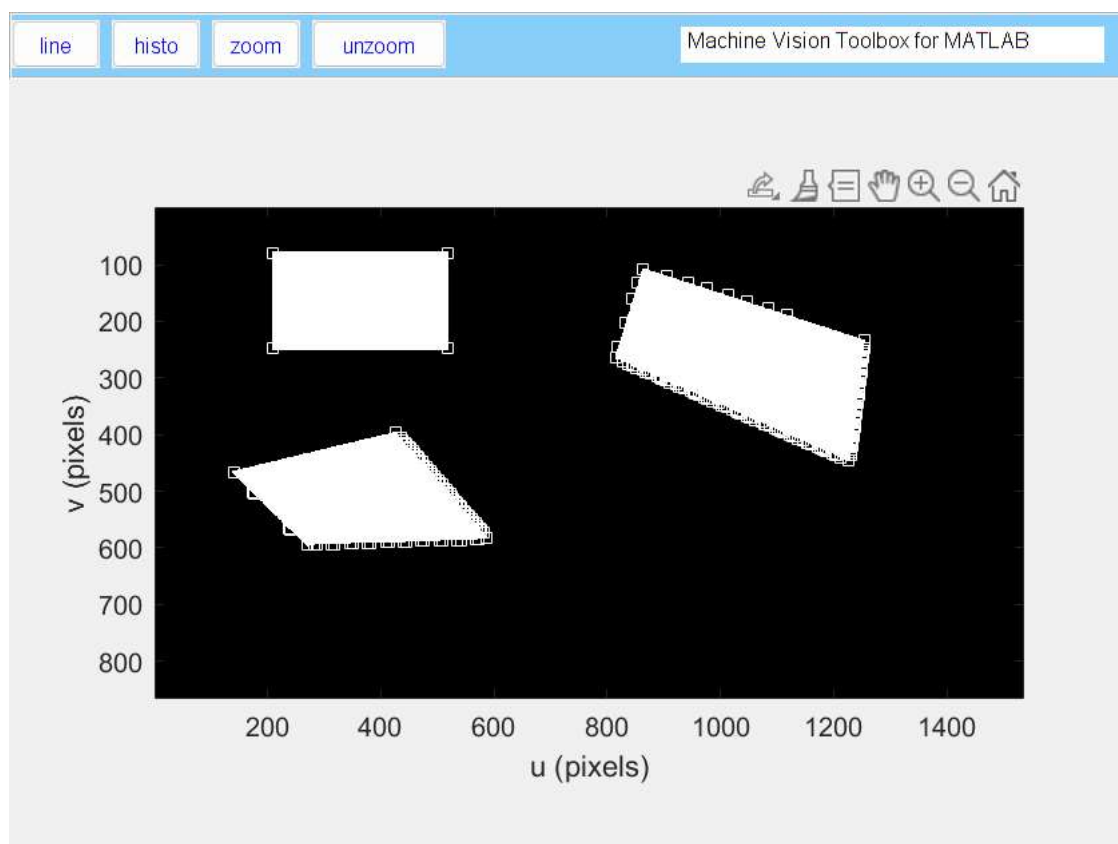 line histo zoom unzoom Machine Vision Toolbox for MATLAB
100
200
300
400
500
600
700
800
v (pixels)
200 400 600 800 1000 1200 1400
u (pixels)